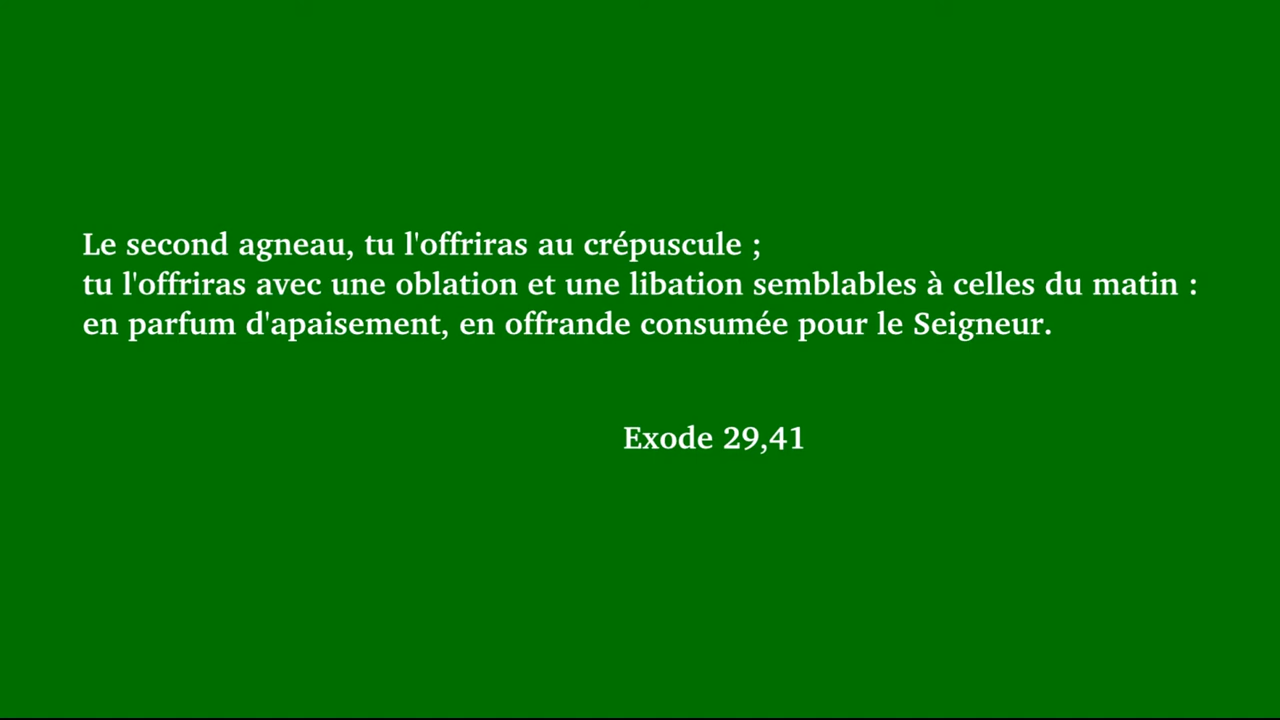 Le second agneau, tu l'offriras au crépuscule ;
tu l'offriras avec une oblation et une libation semblables à celles du matin :
en parfum d'apaisement, en offrande consumée pour le Seigneur.
Exode 29,41